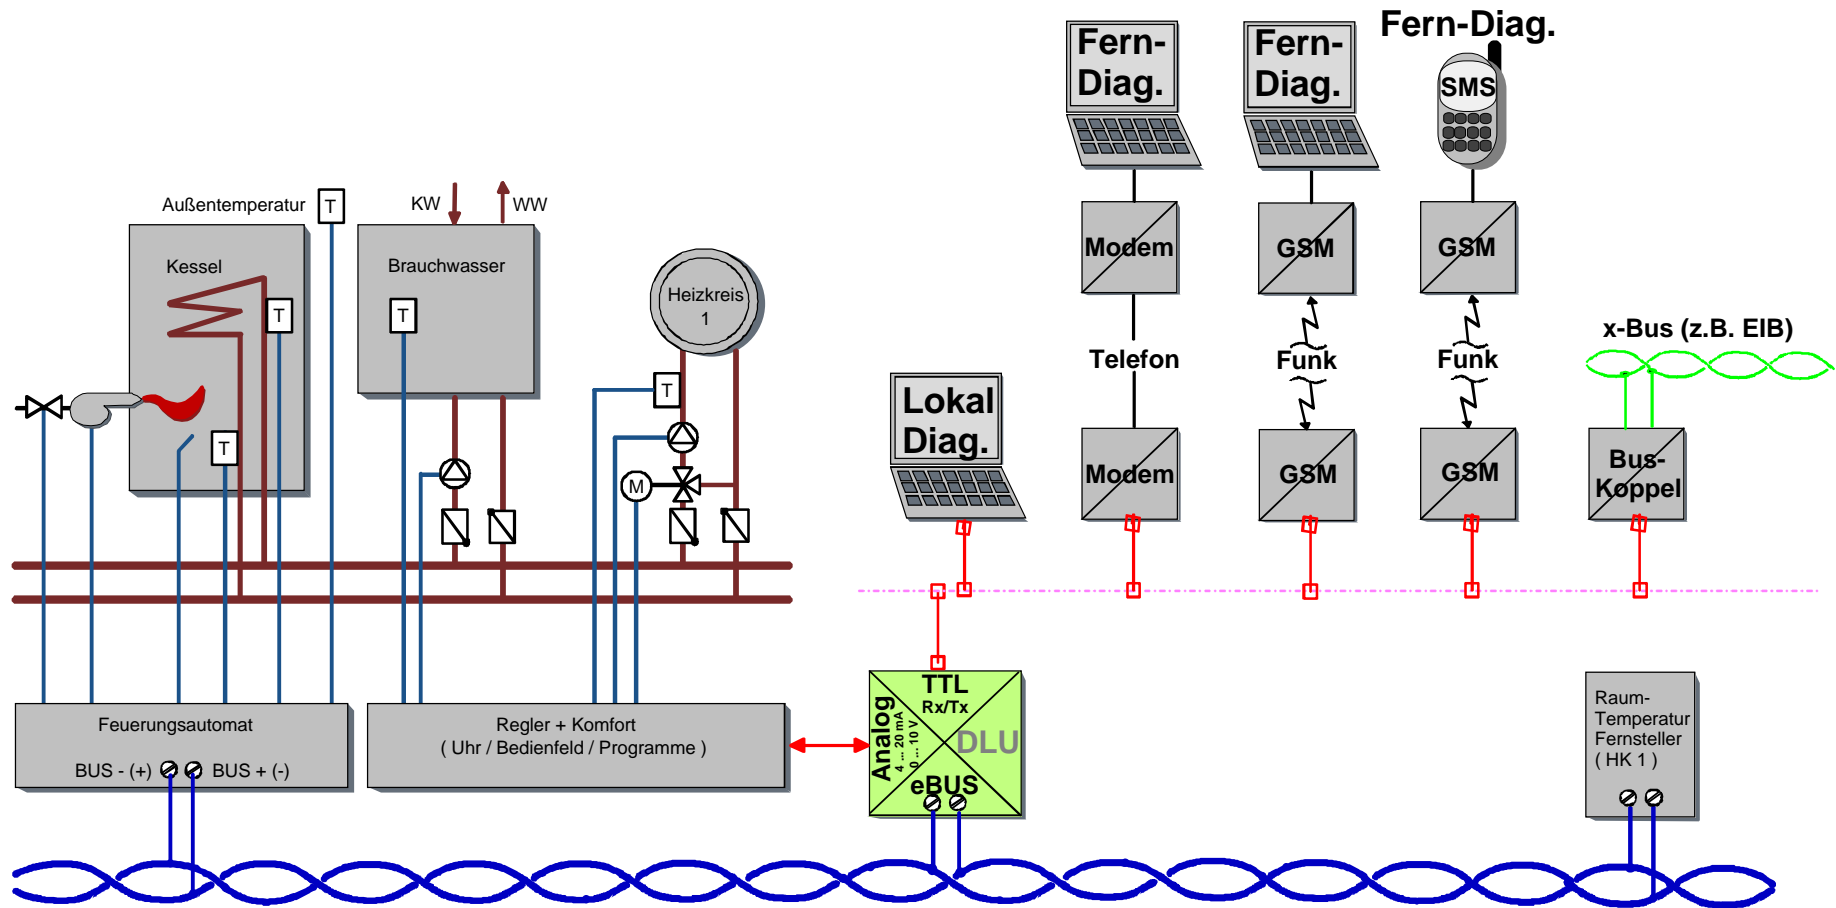 Fern-Diag.
Fern-
Diag.
Fern-
Diag.
SMS
Außentemperatur
T
KW
WW
Kessel
Brauchwasser
T
T
T
Heizkreis
1
T
M
Modem
GSM
GSM
Telefon
Funk
Funk
x-Bus (z.B. EIB)
Lokal
Diag.
Modem
GSM
GSM
Bus-
Koppel
Feuerungsautomat
BUS - (+)
BUS + (-)
Regler + Komfort
( Uhr / Bedienfeld / Programme )
TTL
Rx/Tx
Analog
4 ... 20 mA
0 ... 10 V
DLU
eBUS
Raum-
Temperatur
Fernsteller
( HK 1 )